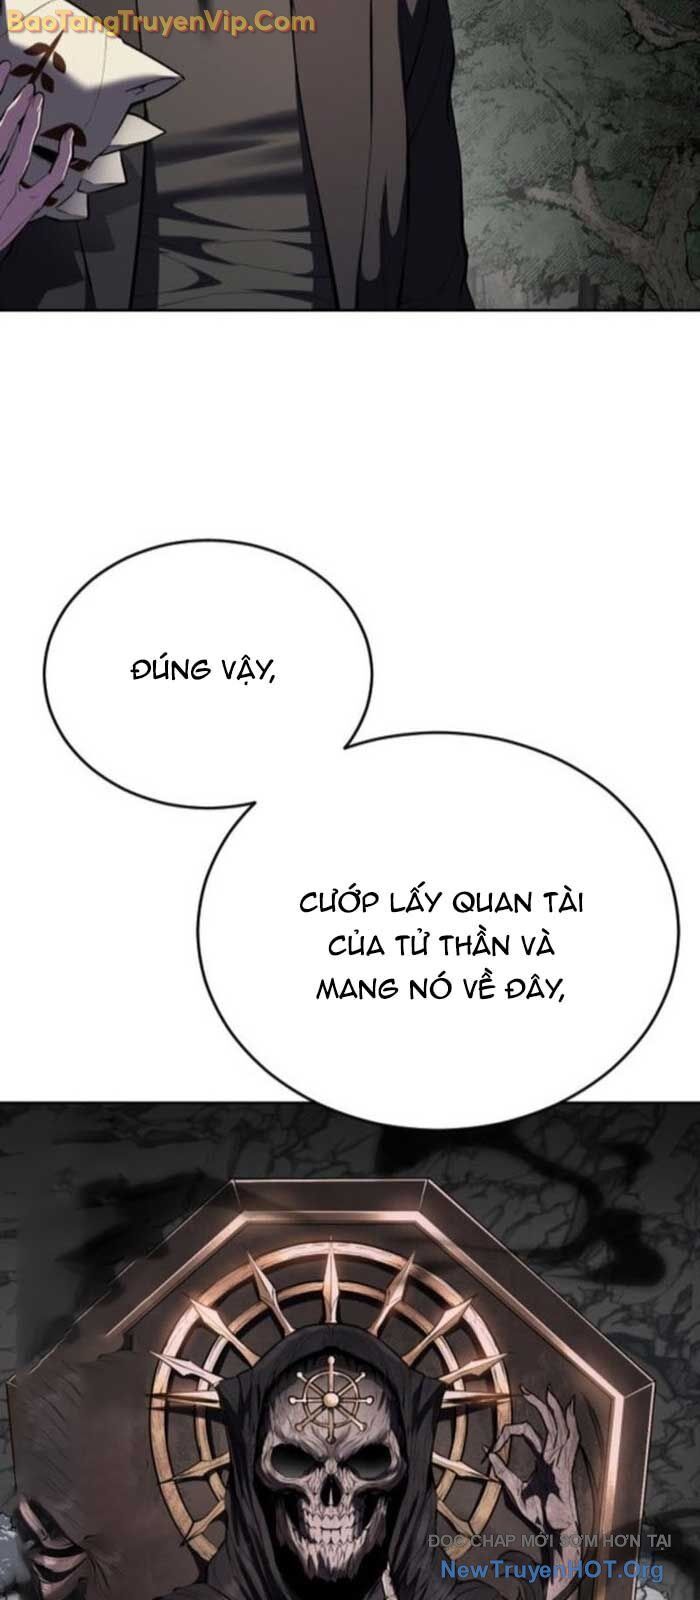 BaoTangTruyenVip.Com
ĐÚNG VẬY,
CƯỚP LẤY QUAN TÀI
CỦA TỬ THẦN VÀ
MANG NÓ VỀ ĐÂY,
ĐỌC CHAP MỚI SỚM HƠN TẠI
NewTruyenHOT.Org